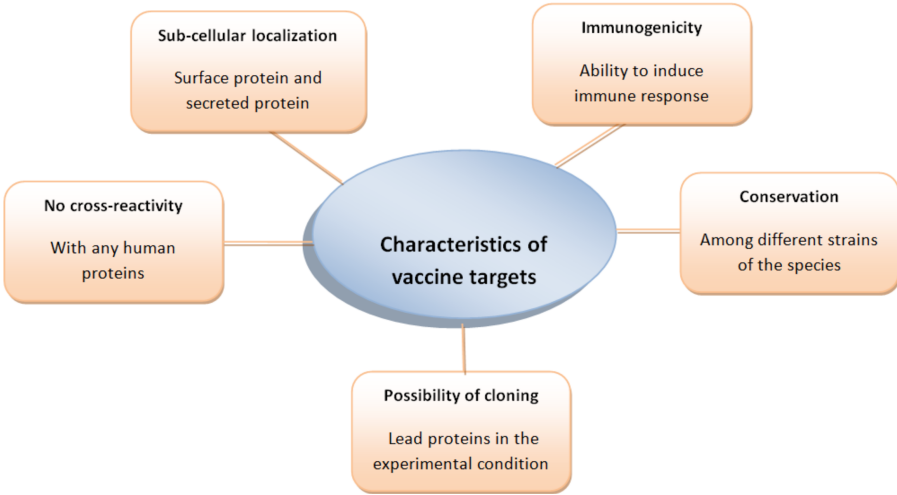 Sub-cellular localization
Surface protein and
secreted protein
Immunogenicity
Ability to induce
immune response
No cross-reactivity
With any human
proteins
Characteristics of
vaccine targets
Conservation
Among different strains
of the species
Possibility of cloning
Lead proteins in the
experimental condition